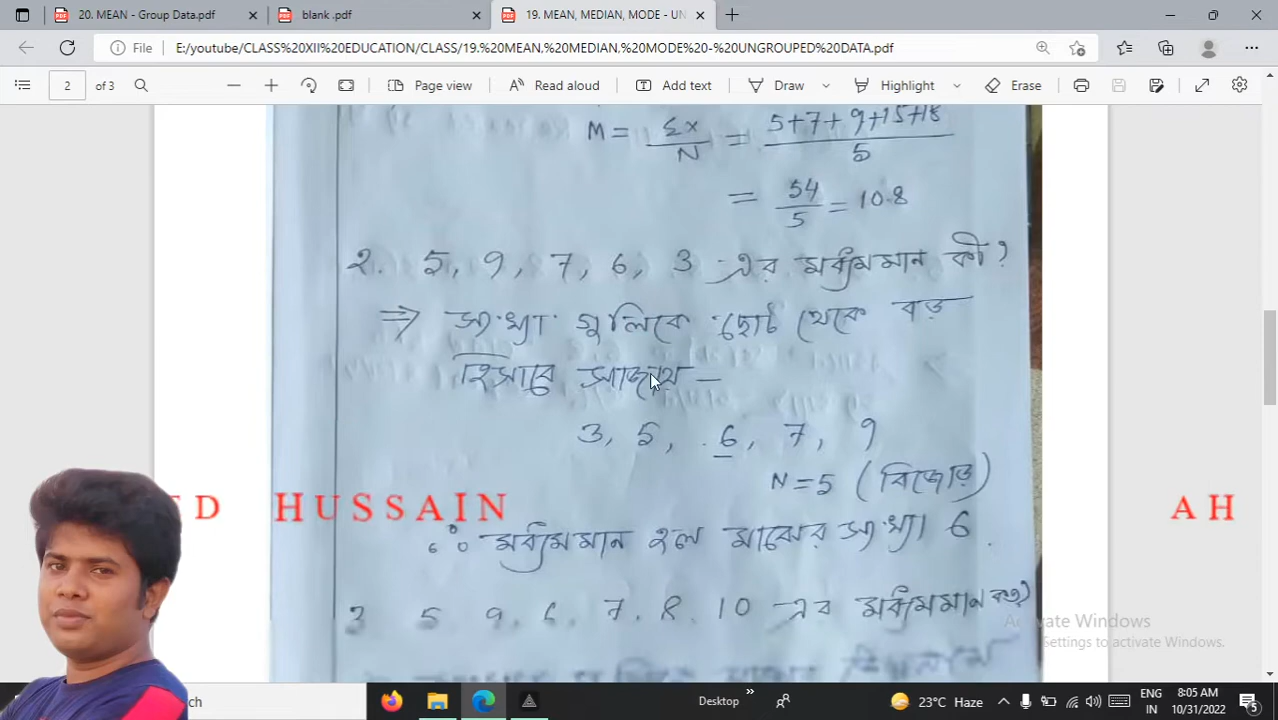 20. MEAN - Group Data.pdf
blank .pdf
19. MEAN, MEDIAN, MODE - UN
File
E:/youtube/CLASS%20XII%20EDUCATION/CLASS/19.%20MEAN,%20MEDIAN,%20MODE%20-%20UNGROUPED%20DATA.pdf
2 of 3
Page view
Read aloud
Add text
Draw
Highlight
Erase
M = Σx/N = 5+7+9+15+18/5
= 54/5 = 10.8
২. 5, 9, 7, 6, 3 এর মধ্যমমান কী?
⇒ সংখ্যা গুলিকে ছোট থেকে বড়
হিসাবে সাজায় –
3, 5, 6, 7, 9
N = 5 (বিজোড়)
ED HUSSAIN AH
∴ মধ্যমমান হল মাঝের সংখ্যা 6.
3 5, 9, 6, 7, 8, 10 এর মধ্যমমান কত?
Activate Windows
Settings to activate Windows.
rch
Desktop
23°C Haze
ENG
IN
8:05 AM
10/31/2022
5